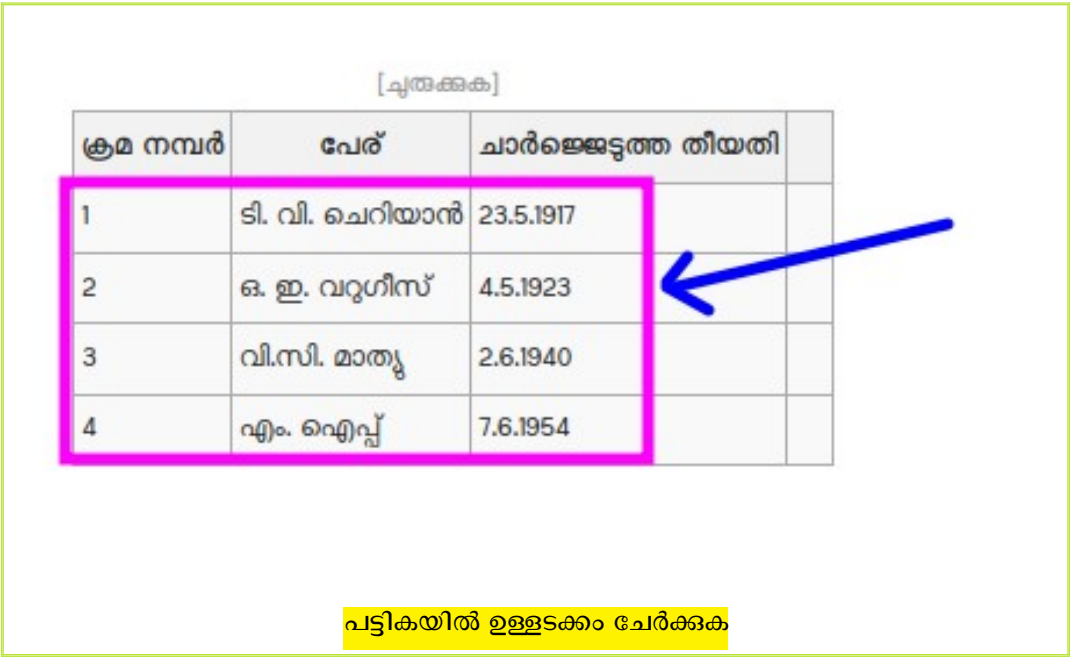 [ചുരുക്കുക]
ക്രമ നമ്പർ പേര് ചാർജ്ജെടുത്ത തീയതി
1 ടി. വി. ചെറിയാൻ 23.5.1917
2 ഒ. ഇ. വറുഗീസ് 4.5.1923
3 വി.സി. മാത്യു 2.6.1940
4 എം. ഐപ്പ് 7.6.1954
പട്ടികയിൽ ഉള്ളടക്കം ചേർക്കുക